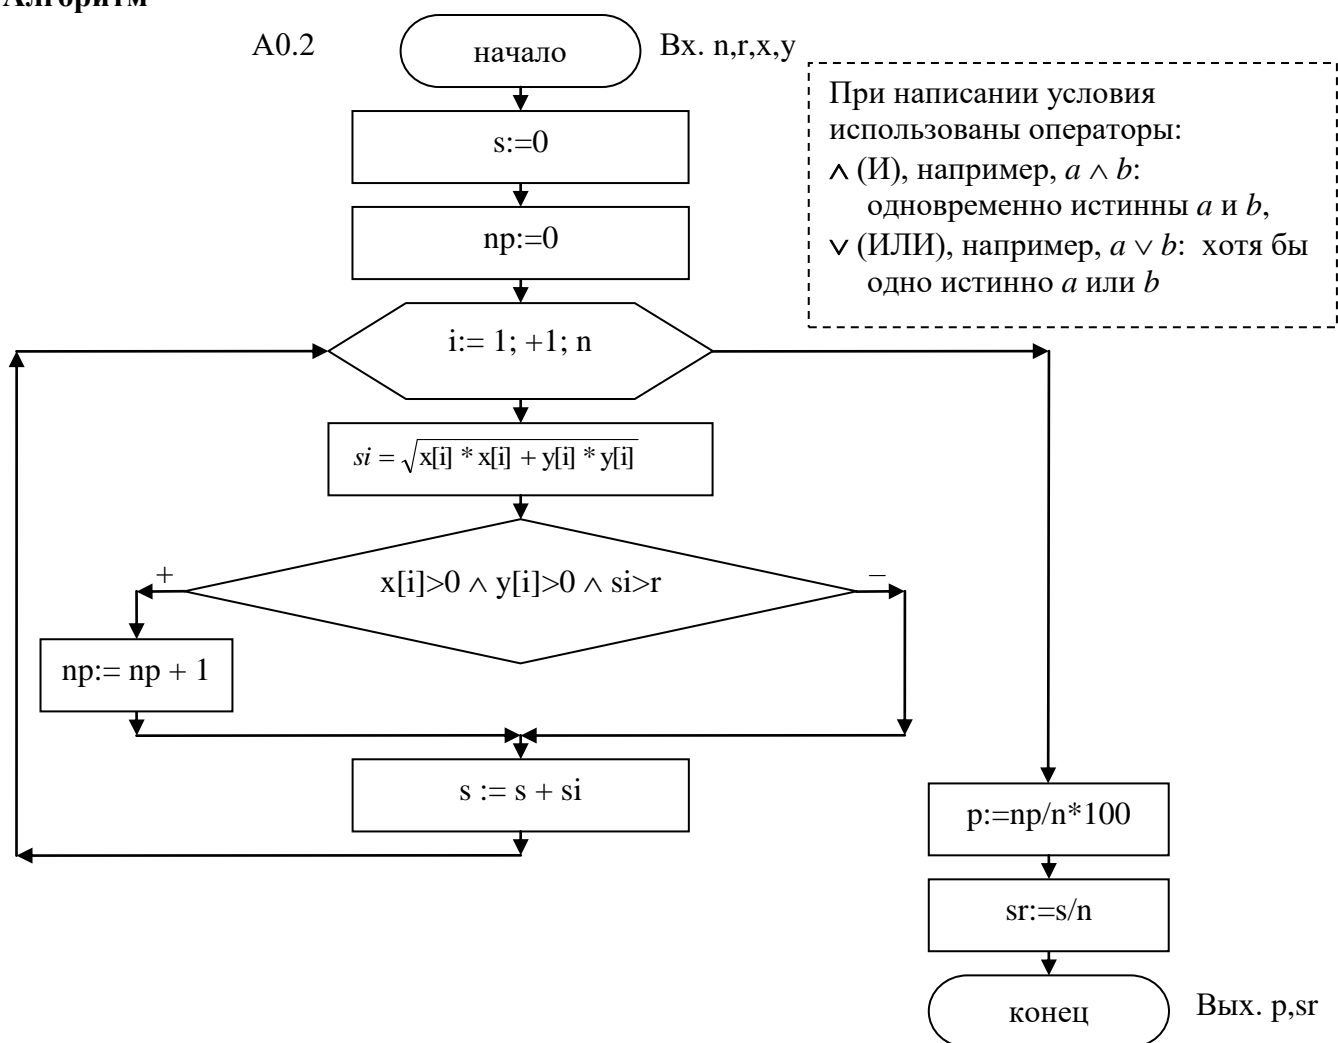 Алгоритм
А0.2
начало
Вх. n,r,x,y
При написании условия
использованы операторы:
∧ (И), например, a ∧ b:
одновременно истинны a и b,
∨ (ИЛИ), например, a ∨ b: хотя бы
одно истинно a или b
s:=0
np:=0
i:= 1; +1; n
si = √x[i] * x[i] + y[i] * y[i]
x[i]>0 ∧ y[i]>0 ∧ si>r
+
–
np:= np + 1
s := s + si
p:=np/n*100
sr:=s/n
конец
Вых. p,sr